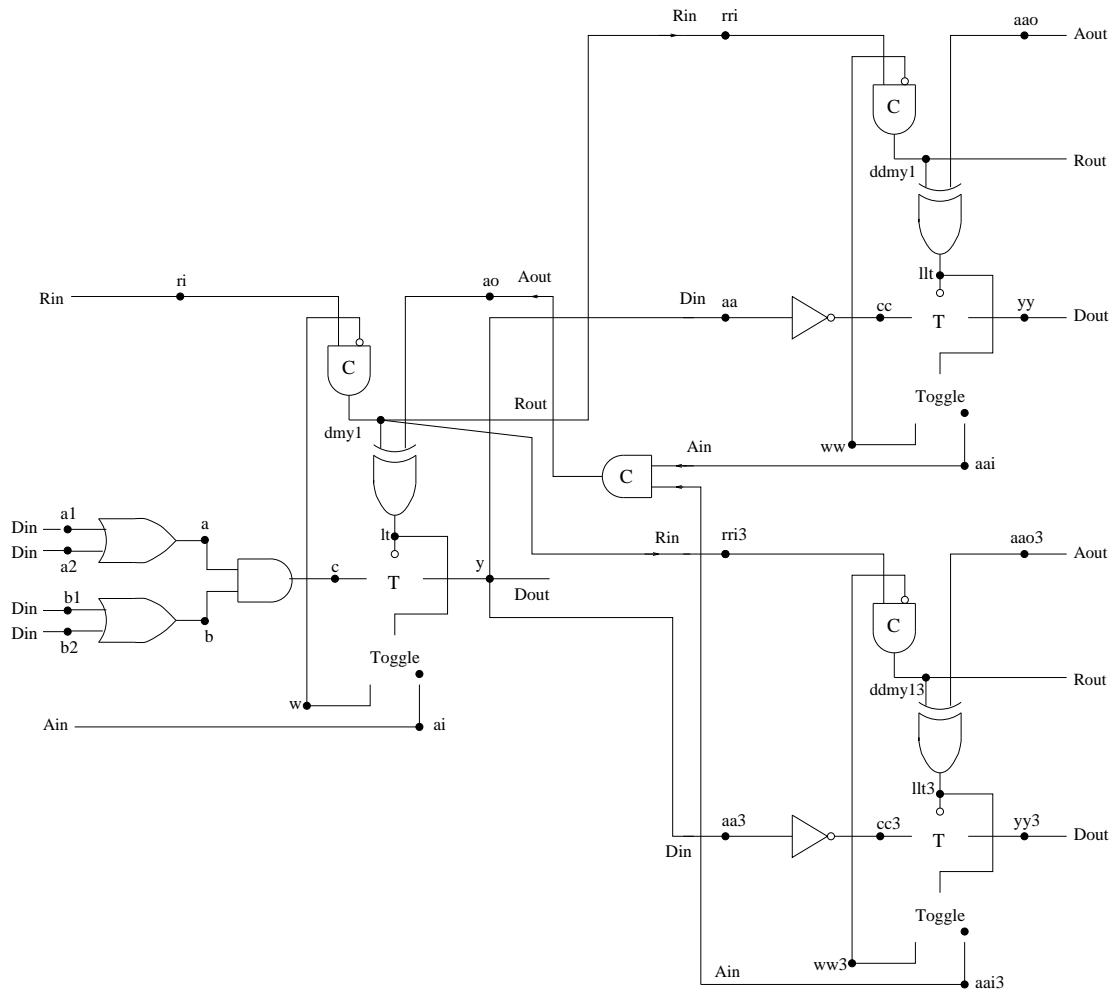 Rin rri aao Aout
C
ddmy1 Rout
llt
Rin ri ao Aout Din aa cc T yy Dout
C
Toggle
dmy1 Rout
ww Ain aai
C
Din a1 a
Din a2
lt
Rin rri3 aao3 Aout
c T y Dout
Din b1
Din b2 b
C
Toggle
ddmy13 Rout
w
Ain ai
llt3
Din aa3 cc3 T yy3 Dout
Toggle
ww3 Ain aai3